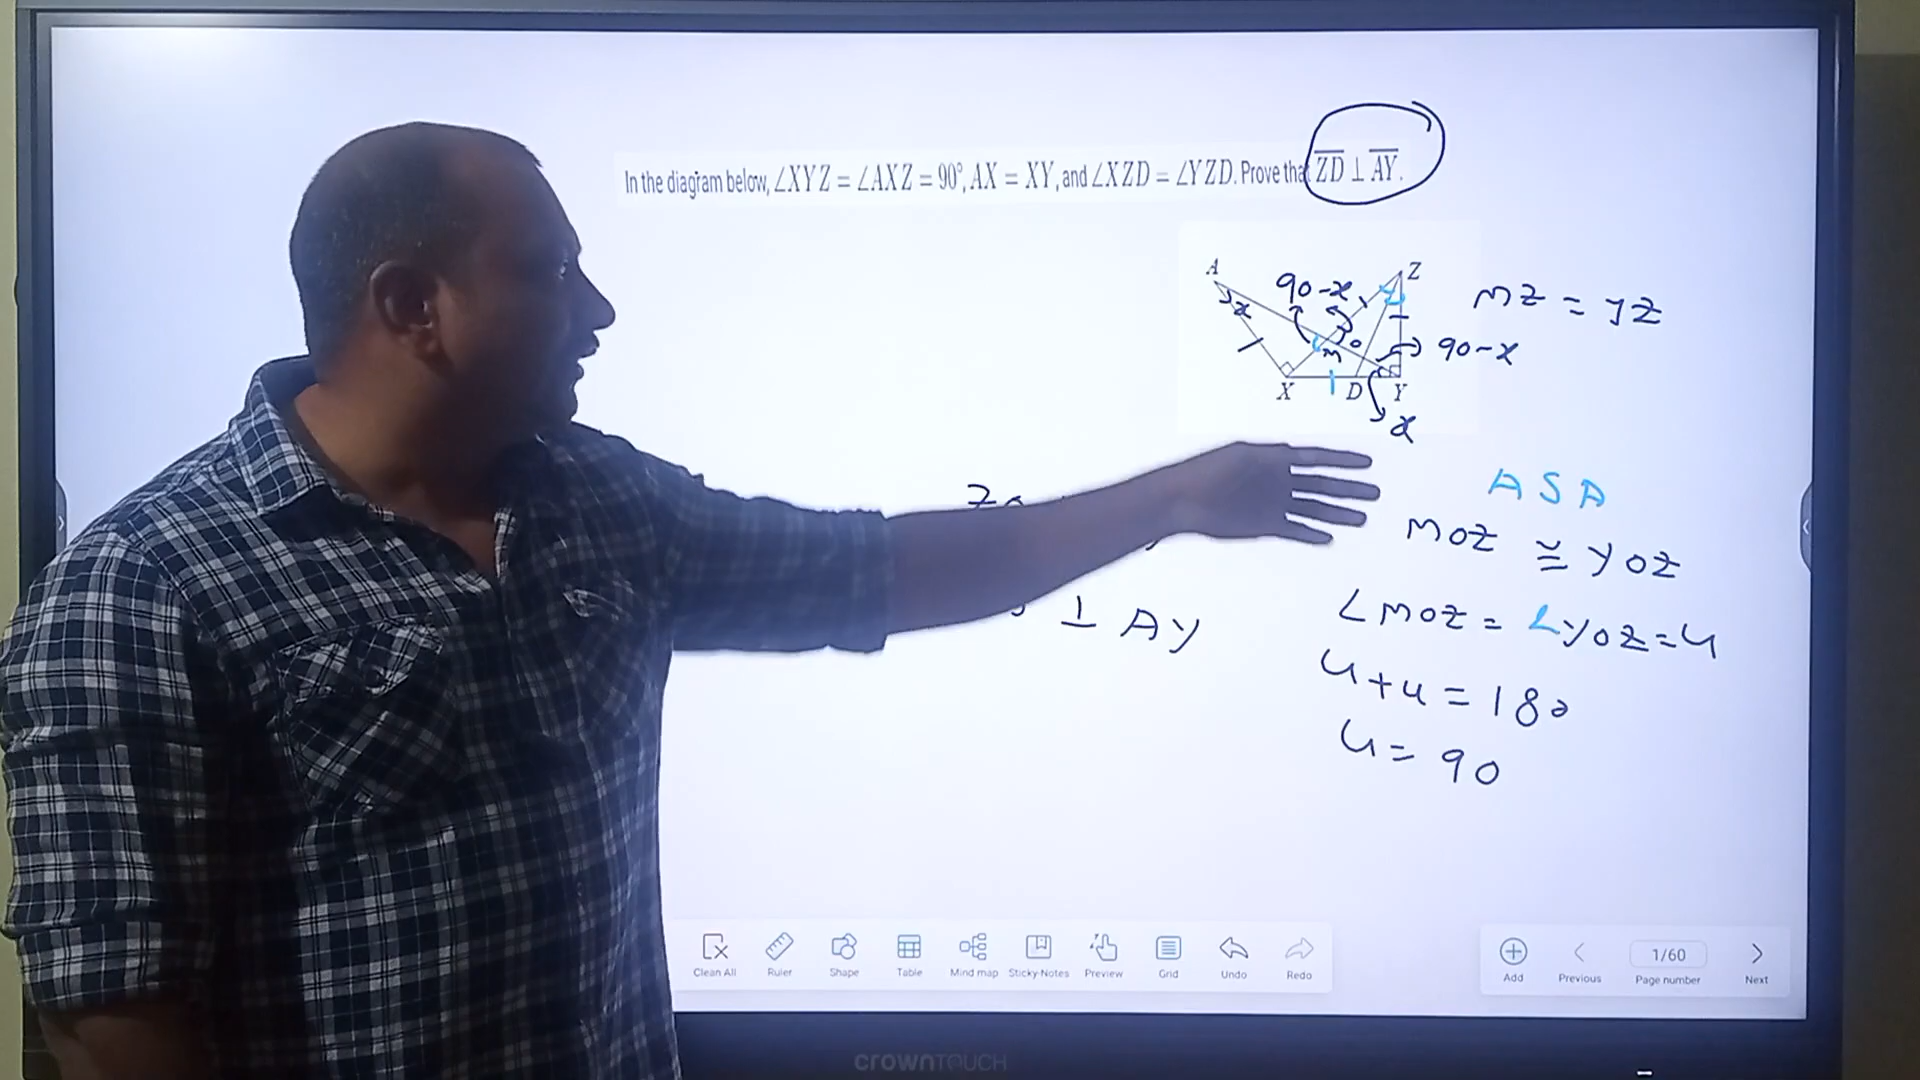 In the diagram below, ∠XYZ = ∠AXZ = 90°, AX = XY, and ∠XZD = ∠YZD. Prove that ZD ⊥ AY.
A
Z
90-x
x
MZ = YZ
O
M
90-x
X
D
Y
x
ASA
MOZ ≅ YOZ
∠MOZ = ∠YOZ = u
⊥ AY
u+u = 180
u = 90
Clean All
Ruler
Shape
Table
Mind map
Sticky-Notes
Preview
Grid
Undo
Redo
Add
Previous
1/60
Page number
Next
crownTOUCH